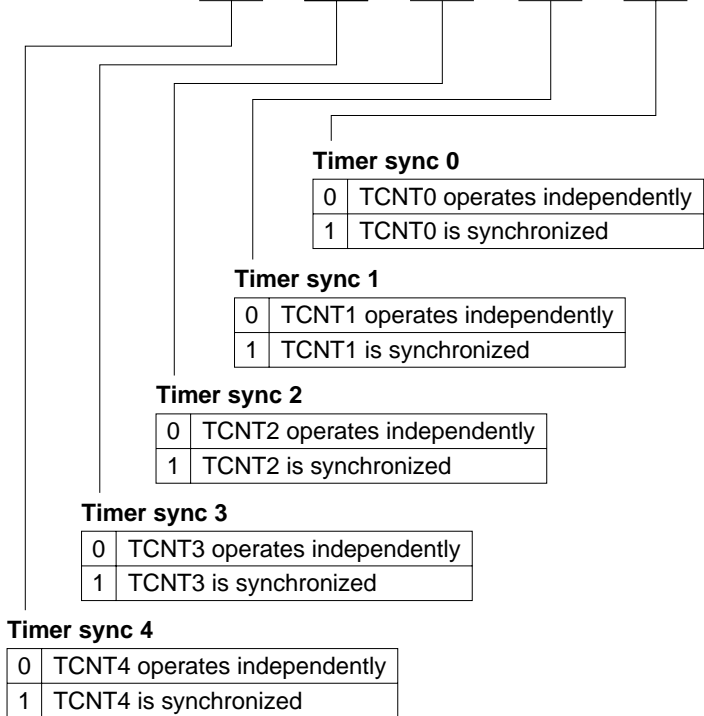 Timer sync 0
0 TCNT0 operates independently
1 TCNT0 is synchronized
Timer sync 1
0 TCNT1 operates independently
1 TCNT1 is synchronized
Timer sync 2
0 TCNT2 operates independently
1 TCNT2 is synchronized
Timer sync 3
0 TCNT3 operates independently
1 TCNT3 is synchronized
Timer sync 4
0 TCNT4 operates independently
1 TCNT4 is synchronized